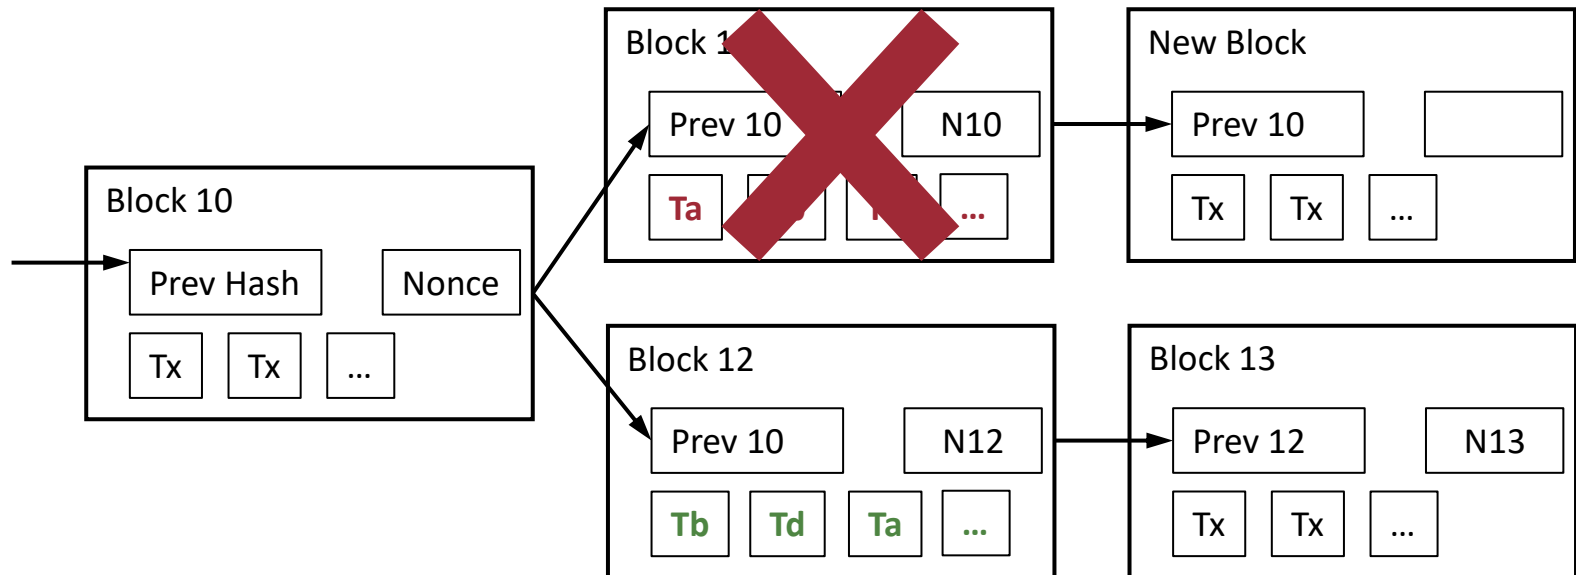 Block 1
Prev 10 N10
Ta ...
New Block
Prev 10
Tx Tx ...
Block 10
Prev Hash Nonce
Tx Tx ...
Block 12
Prev 10 N12
Tb Td Ta ...
Block 13
Prev 12 N13
Tx Tx ...